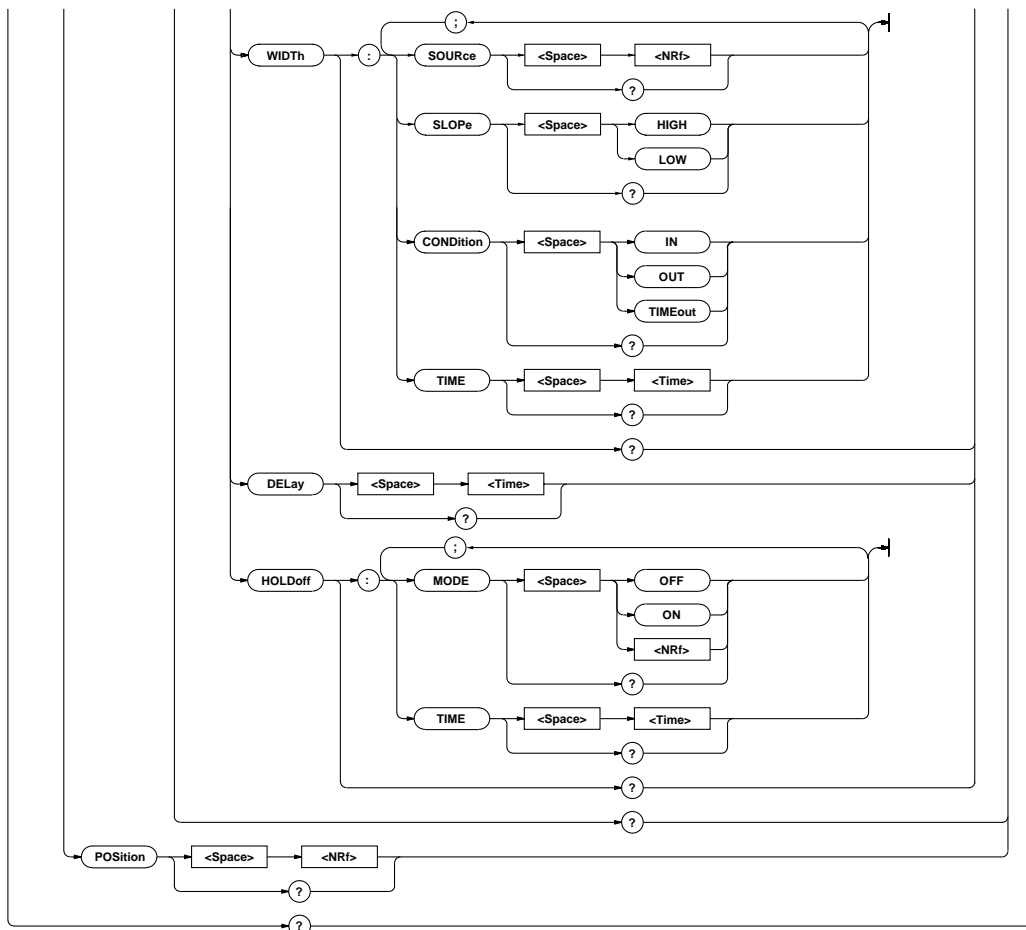 ;
WIDTh : SOURce <Space> <NRf>
?
SLOPe <Space> HIGH
LOW
?
CONDition <Space> IN
OUT
TIMEout
?
TIME <Space> <Time>
?
?
DELay <Space> <Time>
?
;
HOLDoff : MODE <Space> OFF
ON
<NRf>
?
TIME <Space> <Time>
?
?
?
POSition <Space> <NRf>
?
?